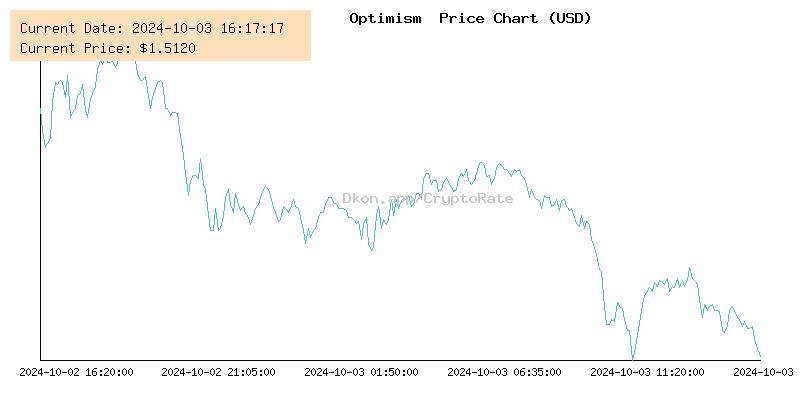 Optimism  Price Chart (USD)
Current Date: 2024-10-03 16:17:17
Current Price: $1.5120
Dkon.app/CryptoRate
2024-10-02 16:20:00 2024-10-02 21:05:00 2024-10-03 01:50:00 2024-10-03 06:35:00 2024-10-03 11:20:00 2024-10-03